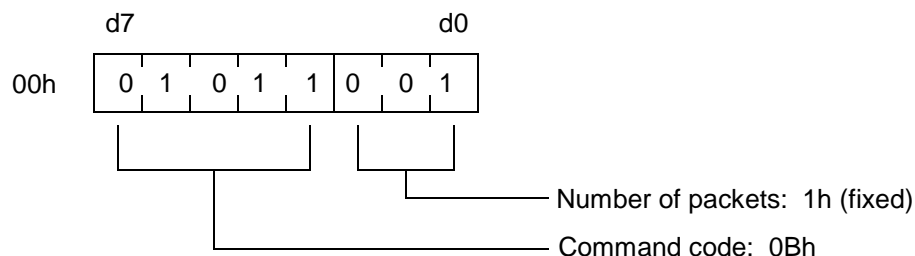 d7 d0
00h 0 1 0 1 1 0 0 1
Number of packets: 1h (fixed)
Command code: 0Bh